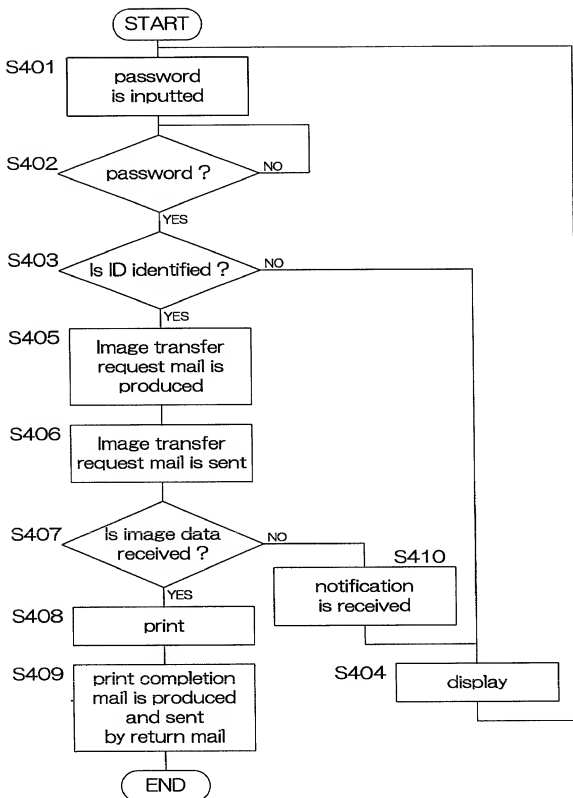 START
S401
password
is inputted
S402
password ?
NO
YES
S403
Is ID identified ?
NO
YES
S405
Image transfer
request mail is
produced
S406
Image transfer
request mail is sent
S407
Is image data
received ?
NO
YES
S410
notification
is received
S408
print
S409
print completion
mail is produced
and sent
by return mail
S404
display
END